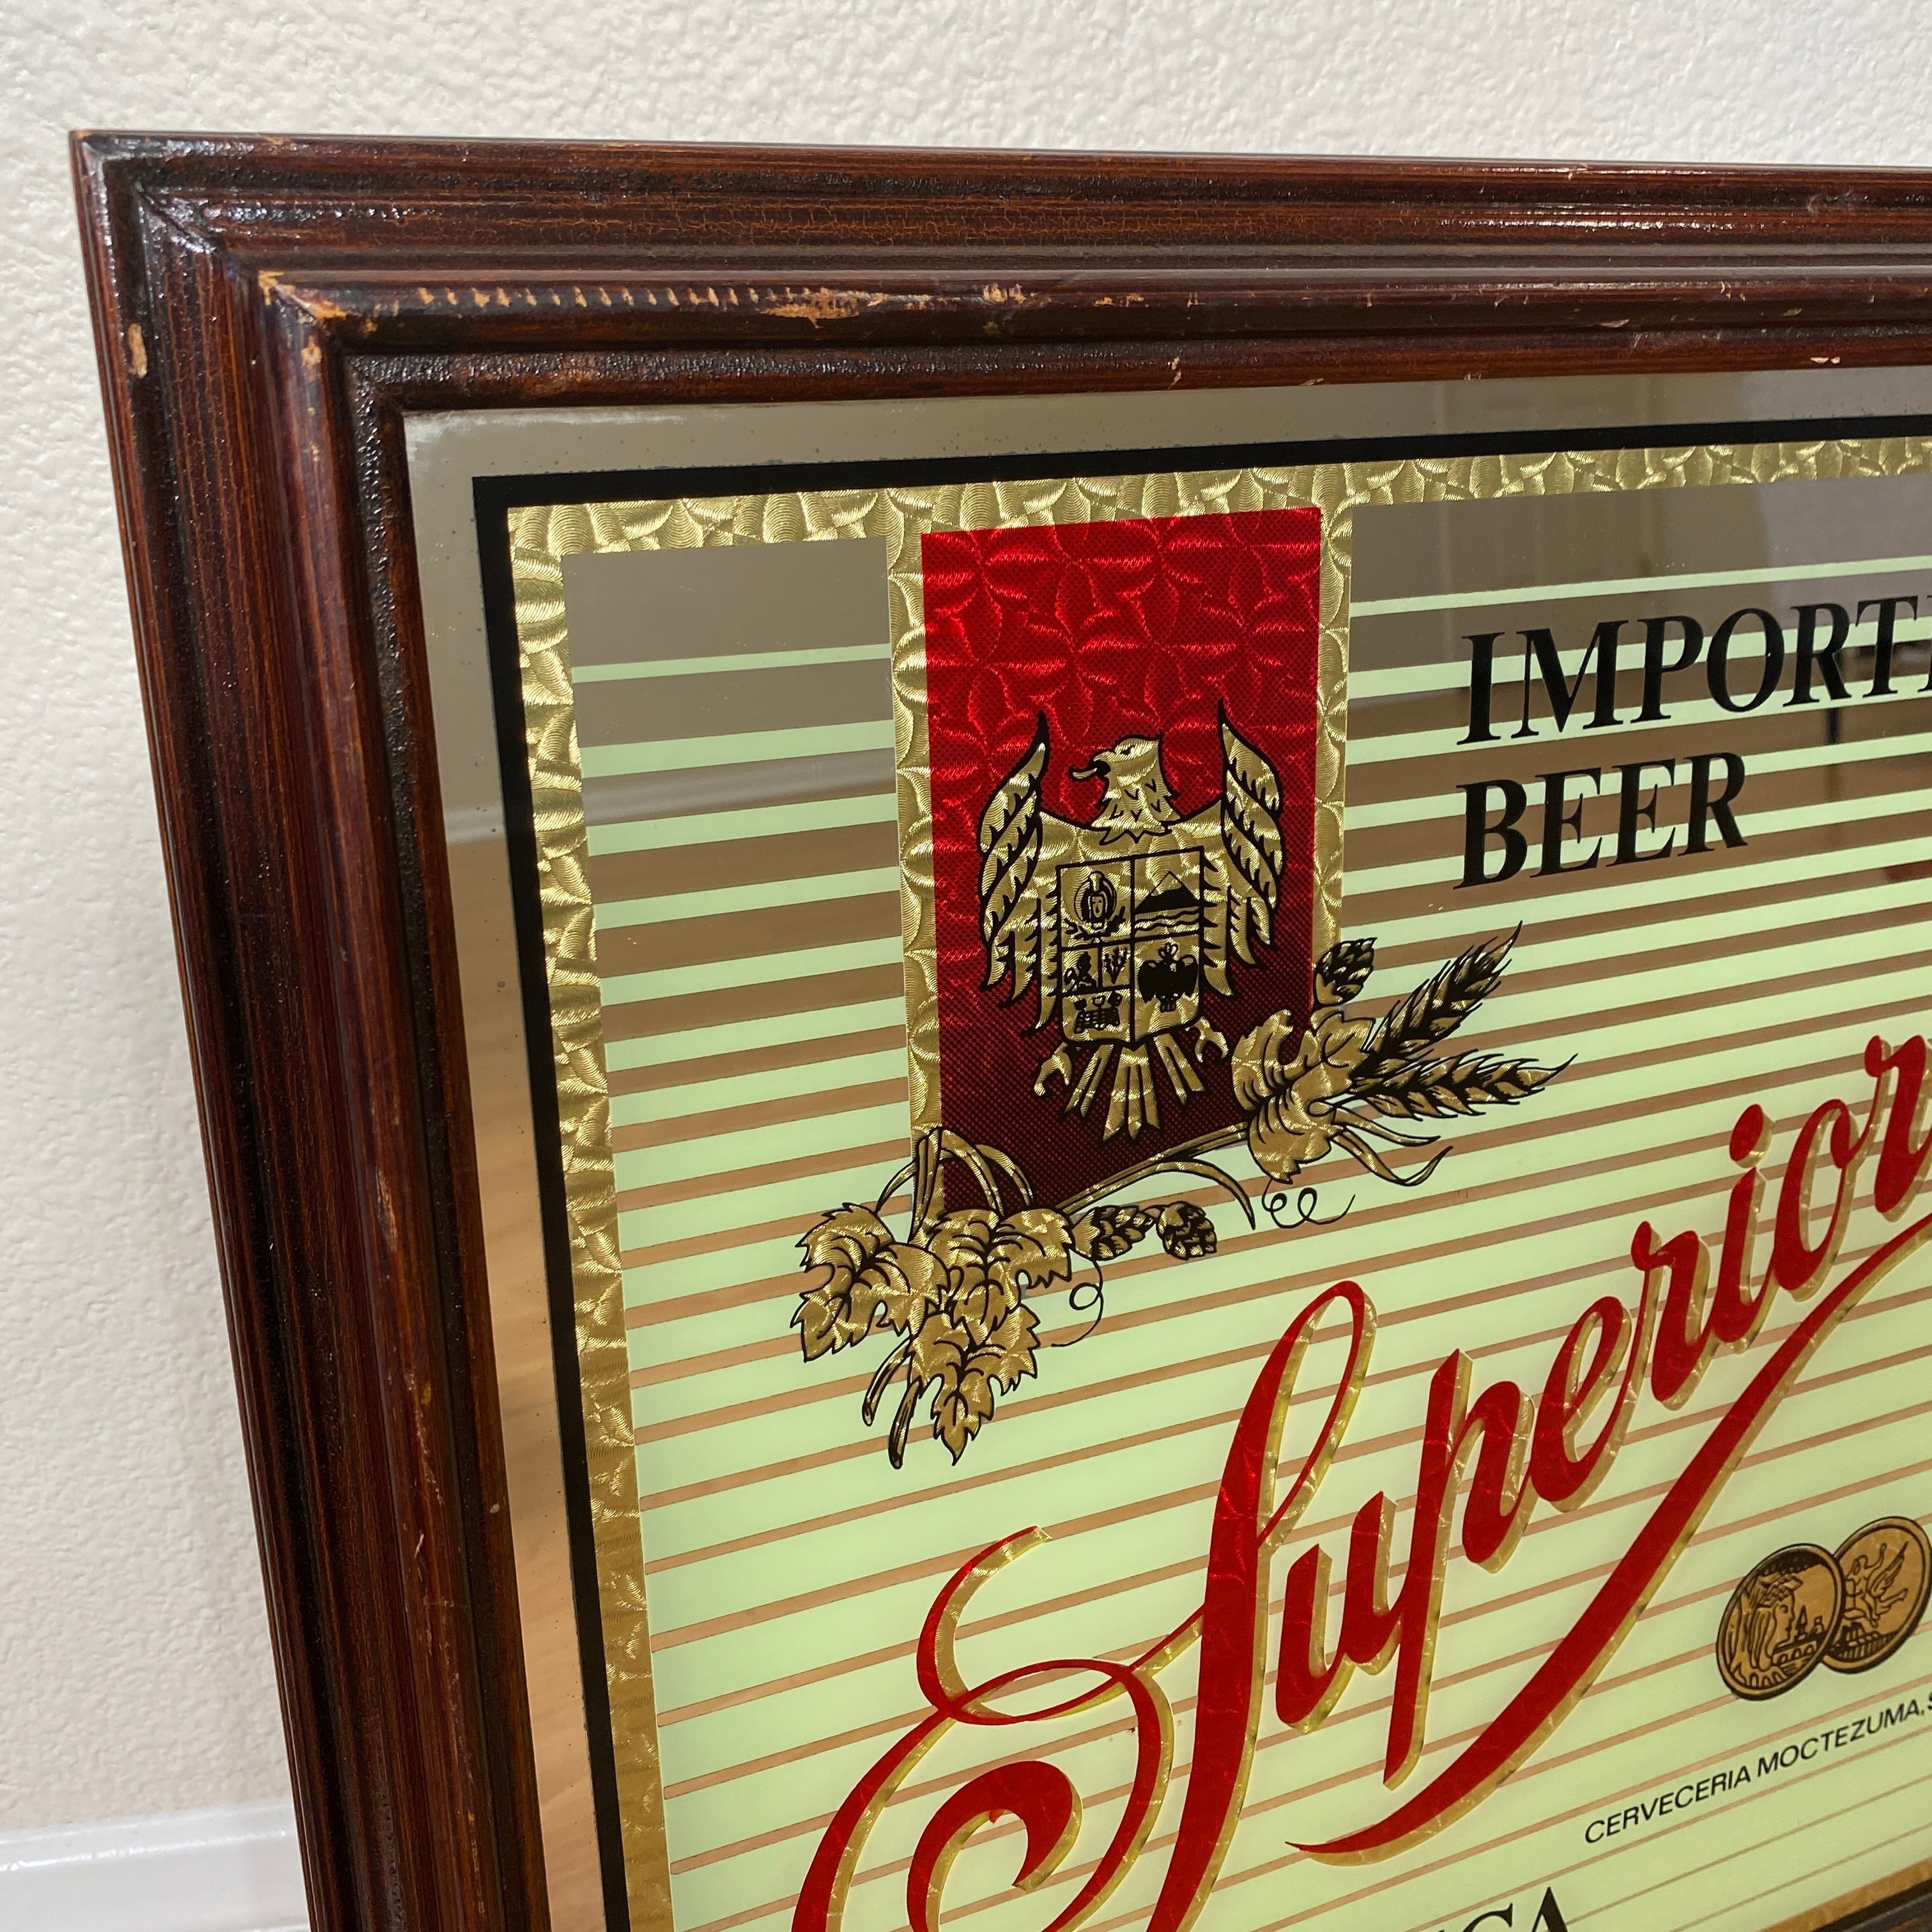 IMPORT
BEER
Superior
CERVECERIA MOCTEZUMA, S